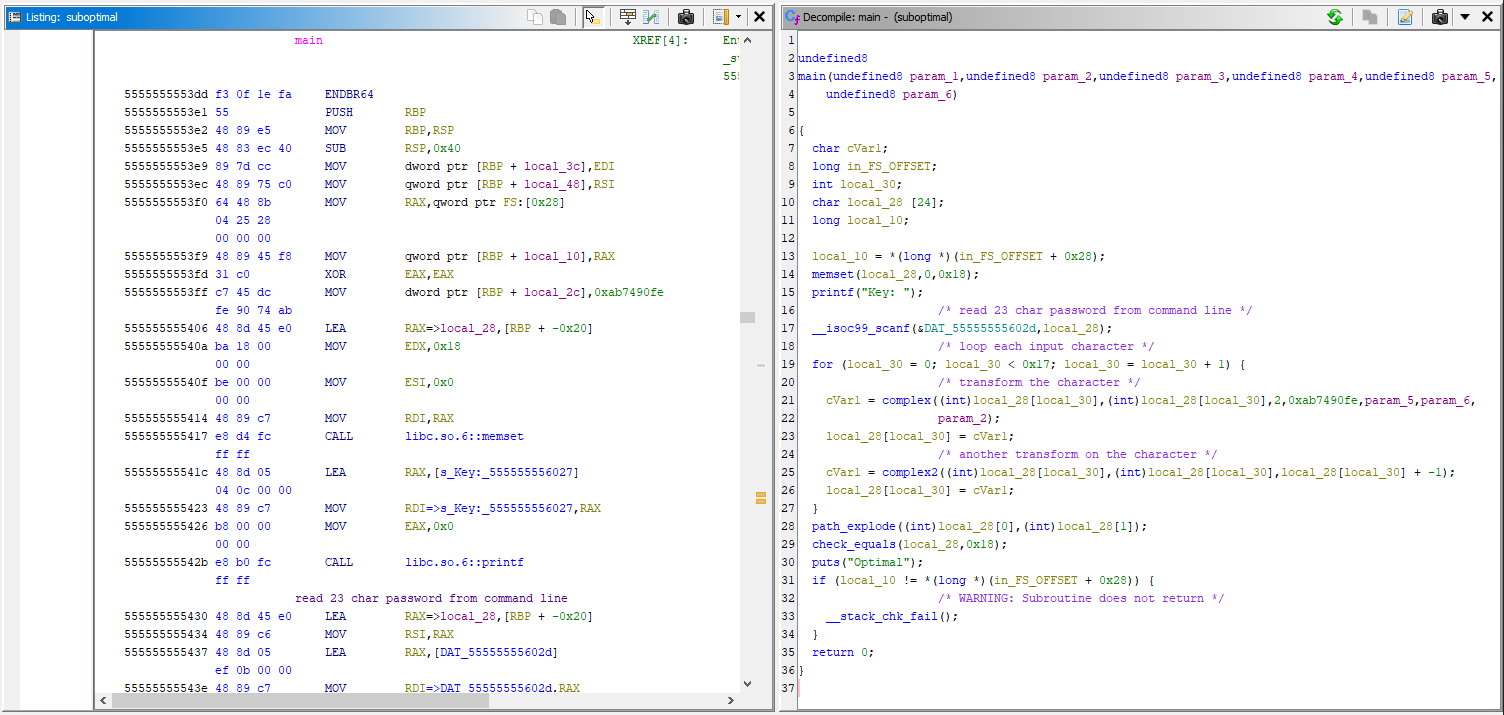 Listing: suboptimal
main XREF[4]: En
_s
55
5555555553dd f3 0f 1e fa ENDBR64
5555555553e1 55 PUSH RBP
5555555553e2 48 89 e5 MOV RBP,RSP
5555555553e5 48 83 ec 40 SUB RSP,0x40
5555555553e9 89 7d cc MOV dword ptr [RBP + local_3c],EDI
5555555553ec 48 89 75 c0 MOV qword ptr [RBP + local_48],RSI
5555555553f0 64 48 8b MOV RAX,qword ptr FS:[0x28]
04 25 28
00 00 00
5555555553f9 48 89 45 f8 MOV qword ptr [RBP + local_10],RAX
5555555553fd 31 c0 XOR EAX,EAX
5555555553ff c7 45 dc MOV dword ptr [RBP + local_2c],0xab7490fe
fe 90 74 ab
555555555406 48 8d 45 e0 LEA RAX=>local_28,[RBP + -0x20]
55555555540a ba 18 00 MOV EDX,0x18
00 00
55555555540f be 00 00 MOV ESI,0x0
00 00
555555555414 48 89 c7 MOV RDI,RAX
555555555417 e8 d4 fc CALL libc.so.6::memset
ff ff
55555555541c 48 8d 05 LEA RAX,[s_Key:_555555556027]
04 0c 00 00
555555555423 48 89 c7 MOV RDI=>s_Key:_555555556027,RAX
555555555426 b8 00 00 MOV EAX,0x0
00 00
55555555542b e8 b0 fc CALL libc.so.6::printf
ff ff
read 23 char password from command line
555555555430 48 8d 45 e0 LEA RAX=>local_28,[RBP + -0x20]
555555555434 48 89 c6 MOV RSI,RAX
555555555437 48 8d 05 LEA RAX,[DAT_55555555602d]
ef 0b 00 00
55555555543e 48 89 c7 MOV RDI=>DAT_55555555602d,RAX
Decompile: main - (suboptimal)
1
2 undefined8
3 main(undefined8 param_1,undefined8 param_2,undefined8 param_3,undefined8 param_4,undefined8 param_5,
4 undefined8 param_6)
5
6 {
7 char cVar1;
8 long in_FS_OFFSET;
9 int local_30;
10 char local_28 [24];
11 long local_10;
12
13 local_10 = *(long *)(in_FS_OFFSET + 0x28);
14 memset(local_28,0,0x18);
15 printf("Key: ");
16 /* read 23 char password from command line */
17 __isoc99_scanf(&DAT_55555555602d,local_28);
18 /* loop each input character */
19 for (local_30 = 0; local_30 < 0x17; local_30 = local_30 + 1) {
20 /* transform the character */
21 cVar1 = complex((int)local_28[local_30],(int)local_28[local_30],2,0xab7490fe,param_5,param_6,
22 param_2);
23 local_28[local_30] = cVar1;
24 /* another transform on the character */
25 cVar1 = complex2((int)local_28[local_30],(int)local_28[local_30],local_28[local_30] + -1);
26 local_28[local_30] = cVar1;
27 }
28 path_explode((int)local_28[0],(int)local_28[1]);
29 check_equals(local_28,0x18);
30 puts("Optimal");
31 if (local_10 != *(long *)(in_FS_OFFSET + 0x28)) {
32 /* WARNING: Subroutine does not return */
33 __stack_chk_fail();
34 }
35 return 0;
36 }
37